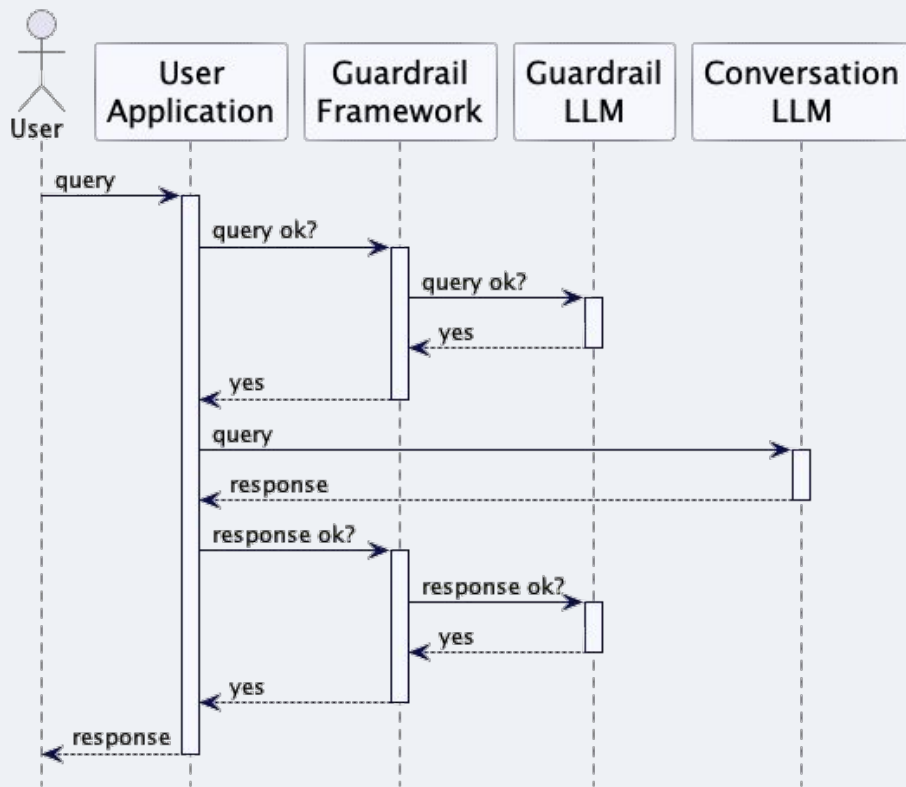 User
Application
Guardrail
Framework
Guardrail
LLM
Conversation
LLM
User
query
query ok?
query ok?
yes
yes
query
response
response ok?
response ok?
yes
yes
response